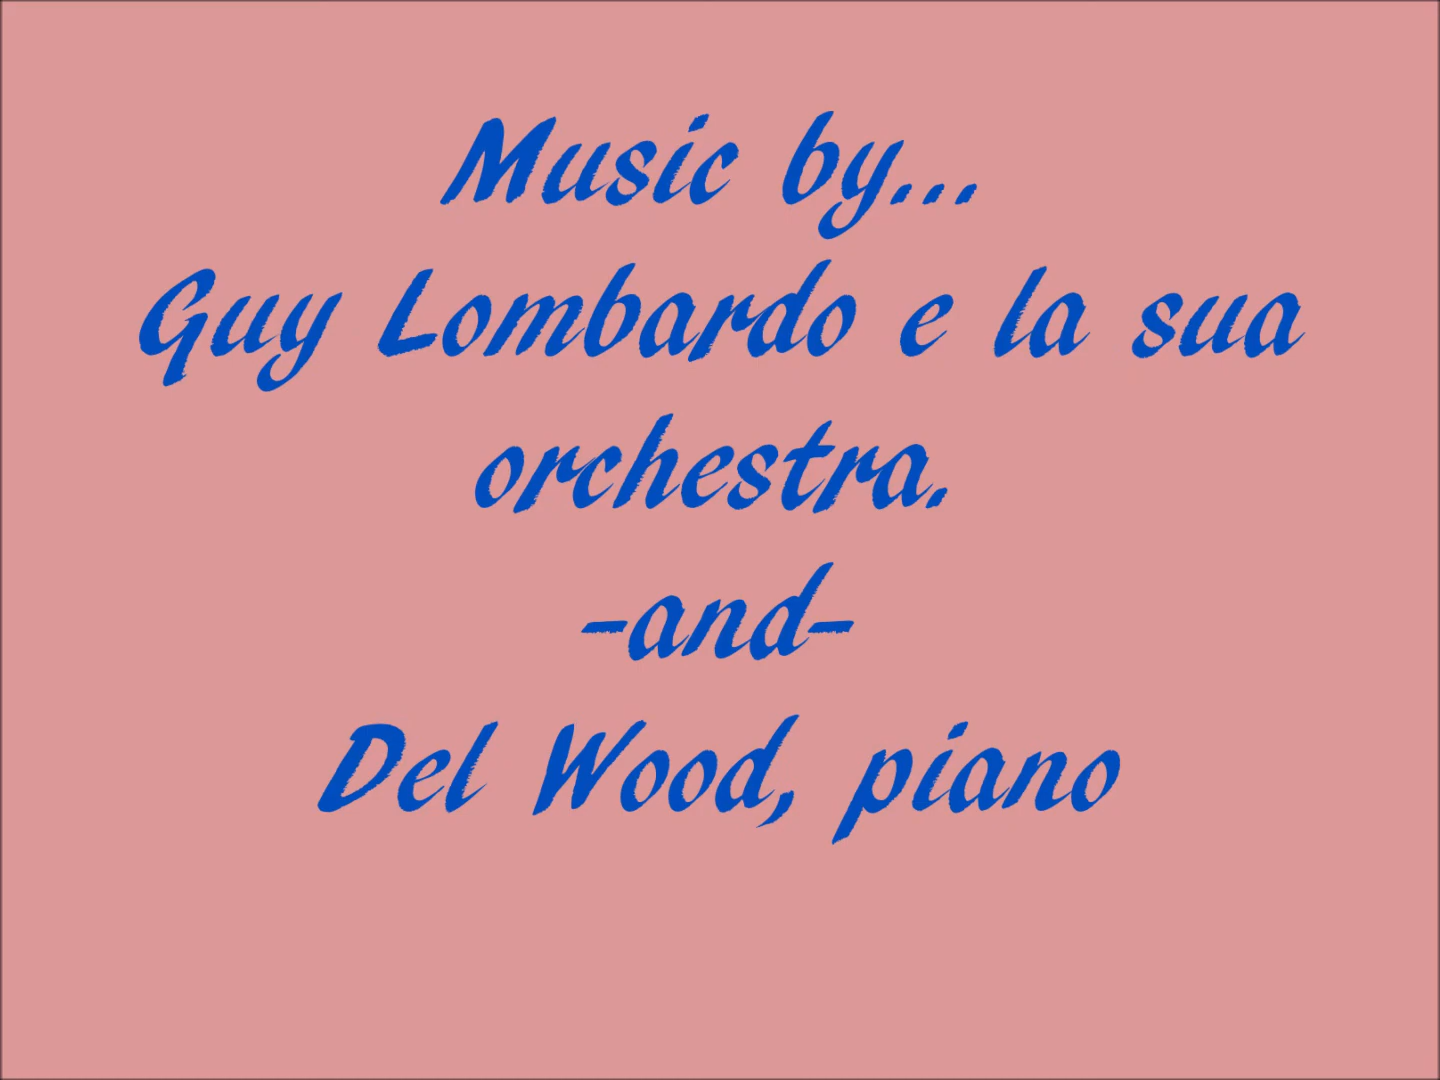 Music by...
Guy Lombardo e la sua
orchestra.
-and-
Del Wood, piano